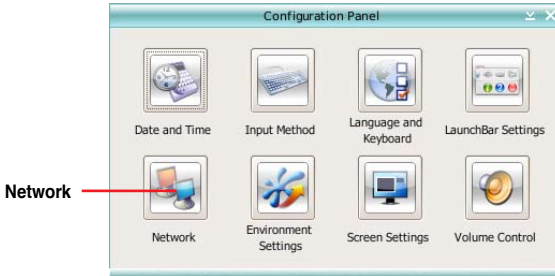 Configuration Panel
Date and Time
Input Method
Language and
Keyboard
LaunchBar Settings
Network
Network
Environment
Settings
Screen Settings
Volume Control